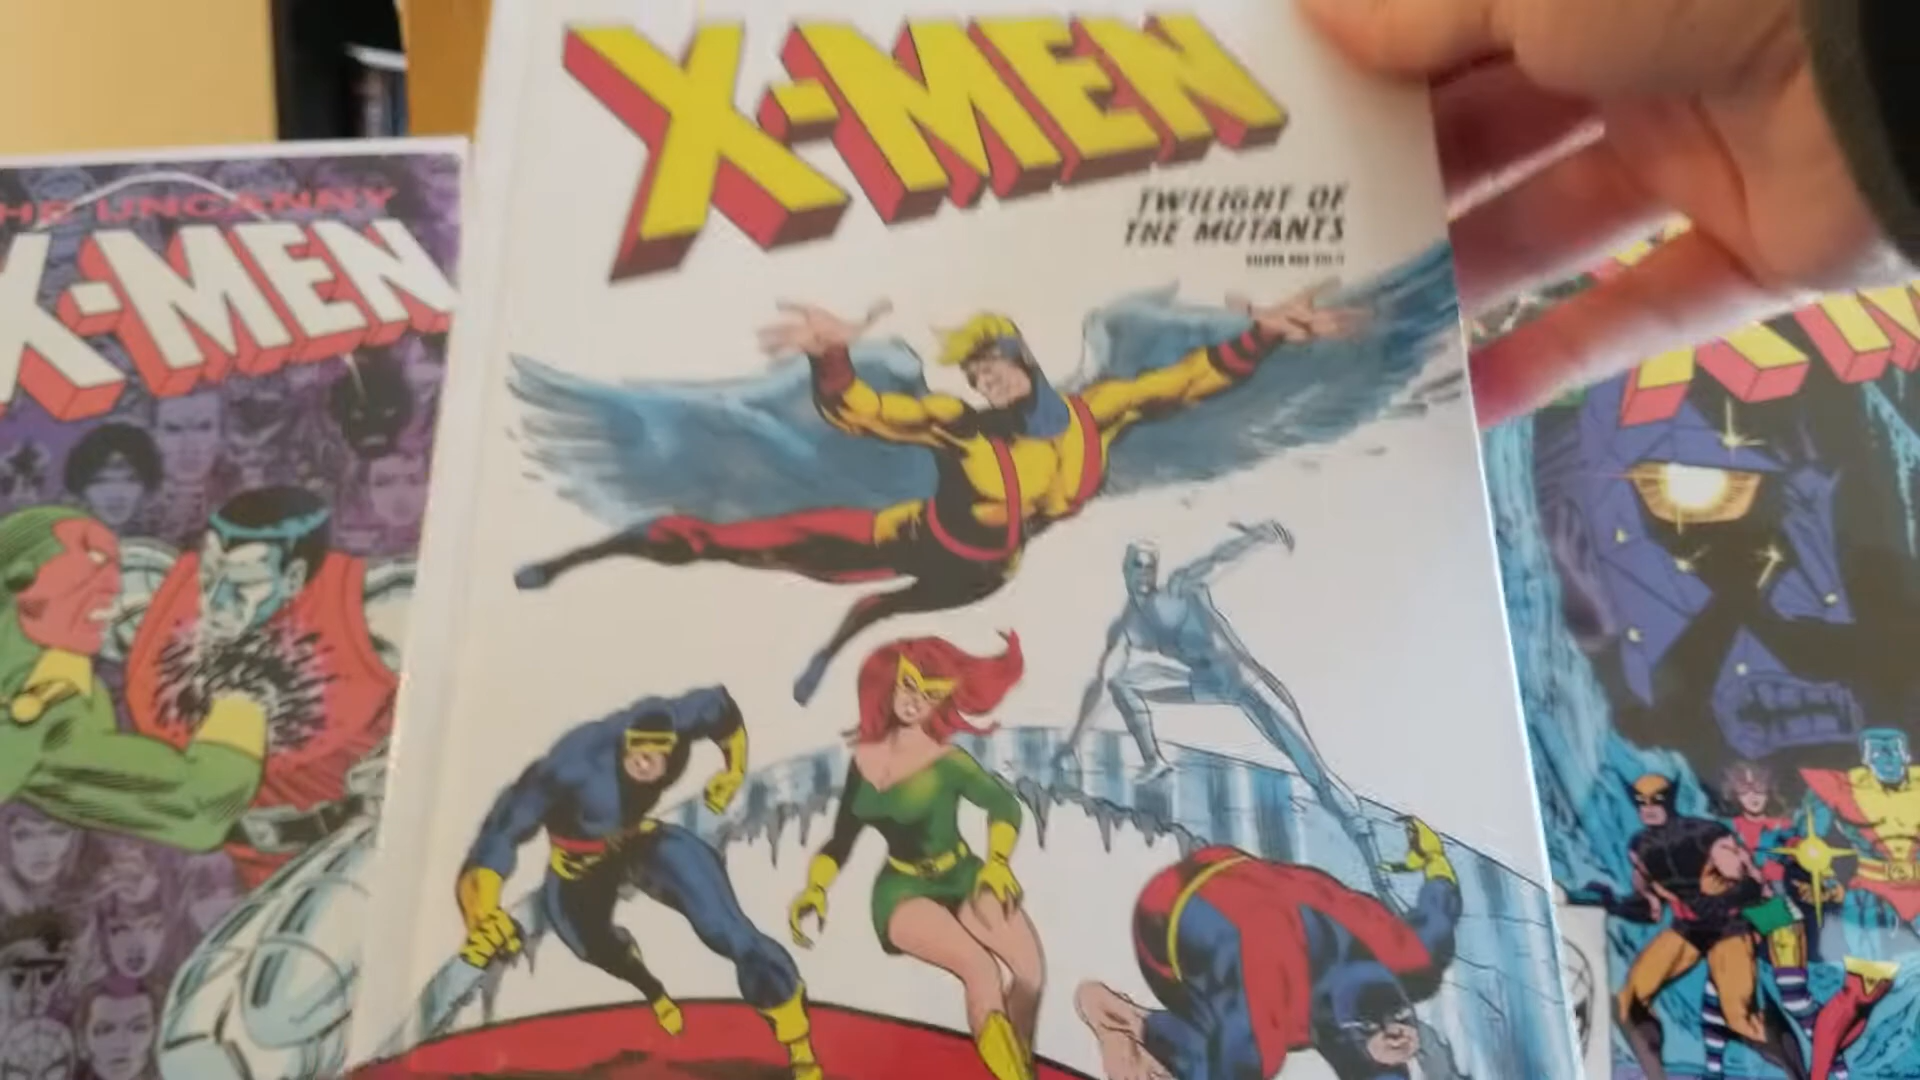 X-MEN
TWILIGHT OF
THE MUTANTS
THE UNCANNY
X-MEN
X-M